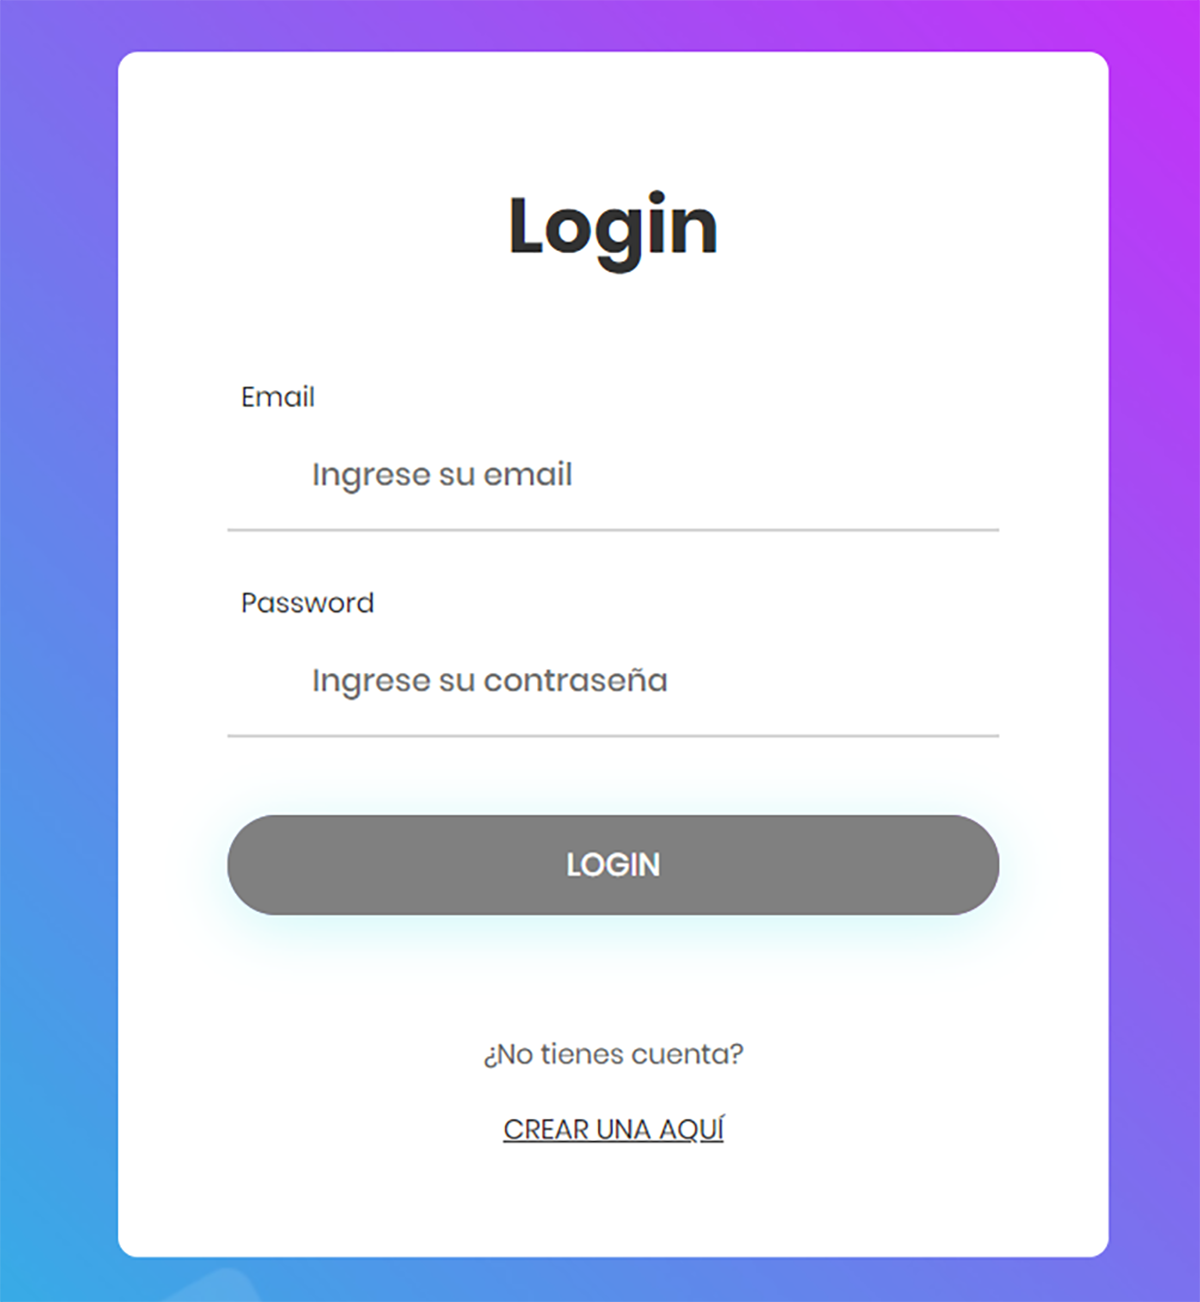 Login
Email
Ingrese su email
Password
Ingrese su contraseña
LOGIN
¿No tienes cuenta?
CREAR UNA AQUÍ